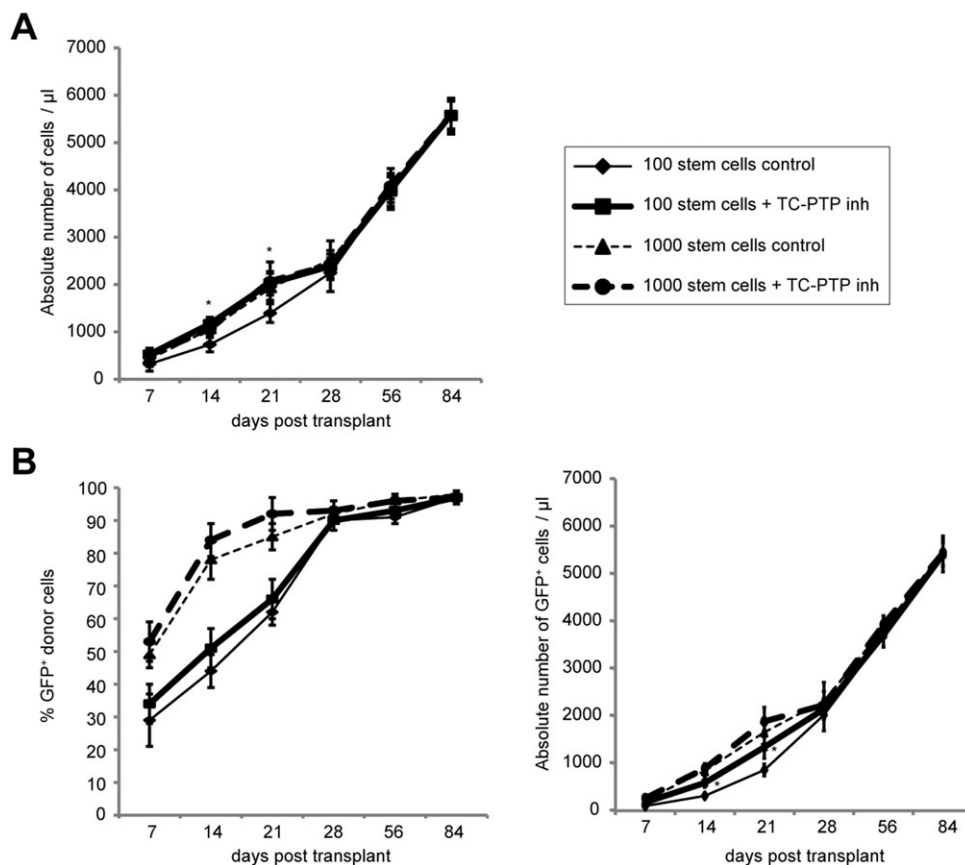 A
7000
6000
5000
4000
3000
2000
1000
0
Absolute number of cells / µl
*
*
7 14 21 28 56 84
days post transplant
100 stem cells control
100 stem cells + TC-PTP inh
1000 stem cells control
1000 stem cells + TC-PTP inh
B
100
90
80
70
60
50
40
30
20
10
0
% GFP⁺ donor cells
7 14 21 28 56 84
days post transplant
7000
6000
5000
4000
3000
2000
1000
0
Absolute number of GFP⁺ cells / µl
*
*
7 14 21 28 56 84
days post transplant